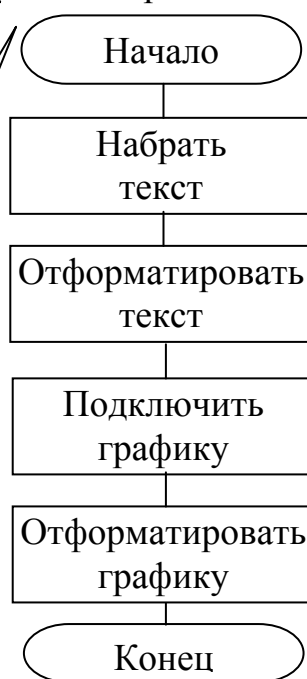 Начало
Набрать
текст
Отформатировать
текст
Подключить
графику
Отформатировать
графику
Конец